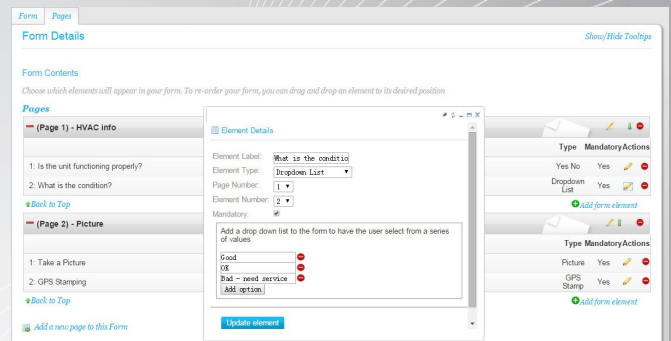 Form Pages
Form Details
Show/Hide Tooltips
Form Contents
Choose which elements will appear in your form. To re-order your form, you can drag and drop an element to its desired position
Pages
(Page 1) - HVAC info
Type Mandatory Actions
1: Is the unit functioning properly? Yes No Yes
2: What is the condition? Dropdown List Yes
Back to Top
Add form element
(Page 2) - Picture
Type Mandatory Actions
1: Take a Picture Picture Yes
2: GPS Stamping GPS Stamp Yes
Back to Top
Add form element
Add a new page to this Form
Element Details
Element Label: What is the conditio
Element Type: Dropdown List
Page Number: 1
Element Number: 2
Mandatory:
Add a drop down list to the form to have the user select from a series
of values
Good
OK
Bad - need service
Add option
Update element